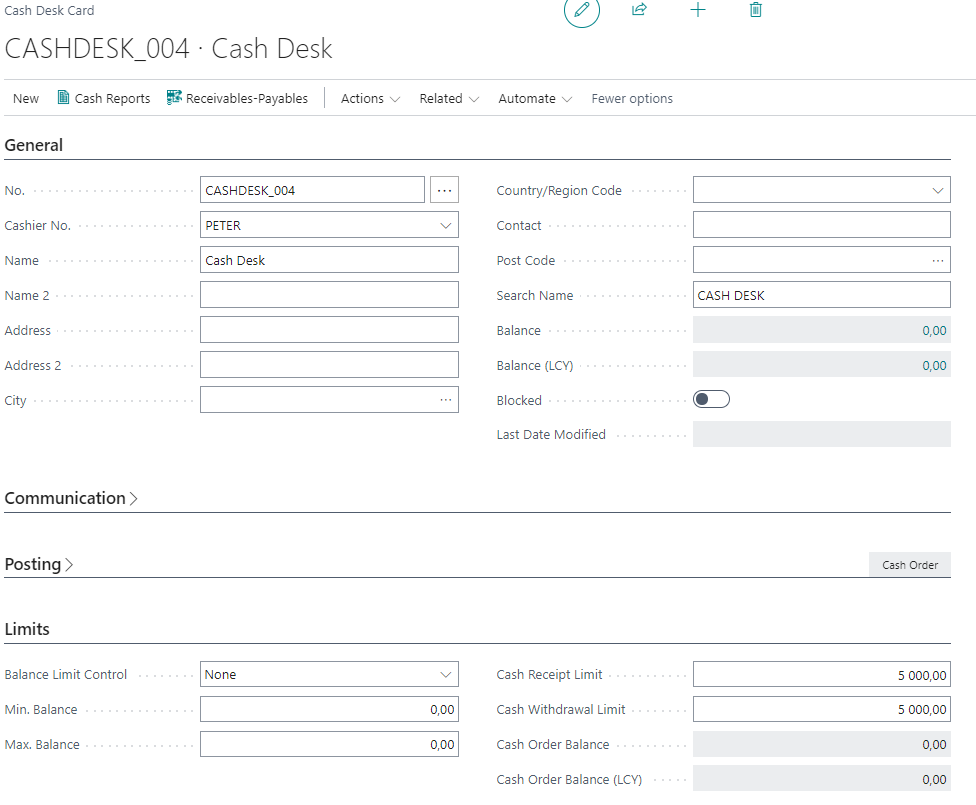 Cash Desk Card
CASHDESK_004 · Cash Desk
New Cash Reports Receivables-Payables Actions Related Automate Fewer options
General
No. CASHDESK_004 ...
Cashier No. PETER
Name Cash Desk
Name 2
Address
Address 2
City ...
Country/Region Code
Contact
Post Code ...
Search Name CASH DESK
Balance 0,00
Balance (LCY) 0,00
Blocked
Last Date Modified
Communication
Posting Cash Order
Limits
Balance Limit Control None
Min. Balance 0,00
Max. Balance 0,00
Cash Receipt Limit 5 000,00
Cash Withdrawal Limit 5 000,00
Cash Order Balance 0,00
Cash Order Balance (LCY) 0,00